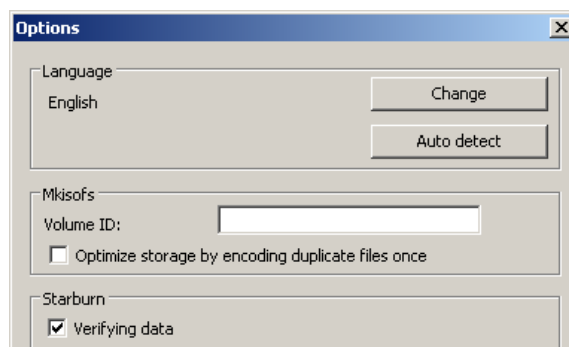 Options
Language
English
Change
Auto detect
Mkisofs
Volume ID:
Optimize storage by encoding duplicate files once
Starburn
Verifying data